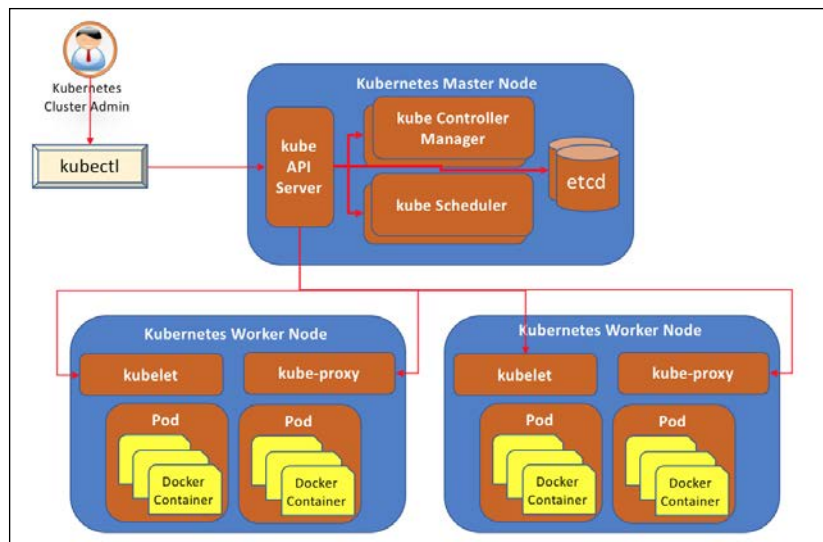 Kubernetes
Cluster Admin
kubectl
Kubernetes Master Node
kube
API
Server
kube Controller
Manager
kube Scheduler
etcd
Kubernetes Worker Node
kubelet
kube-proxy
Pod
Docker
Container
Pod
Docker
Container
Kubernetes Worker Node
kubelet
kube-proxy
Pod
Docker
Container
Pod
Docker
Container